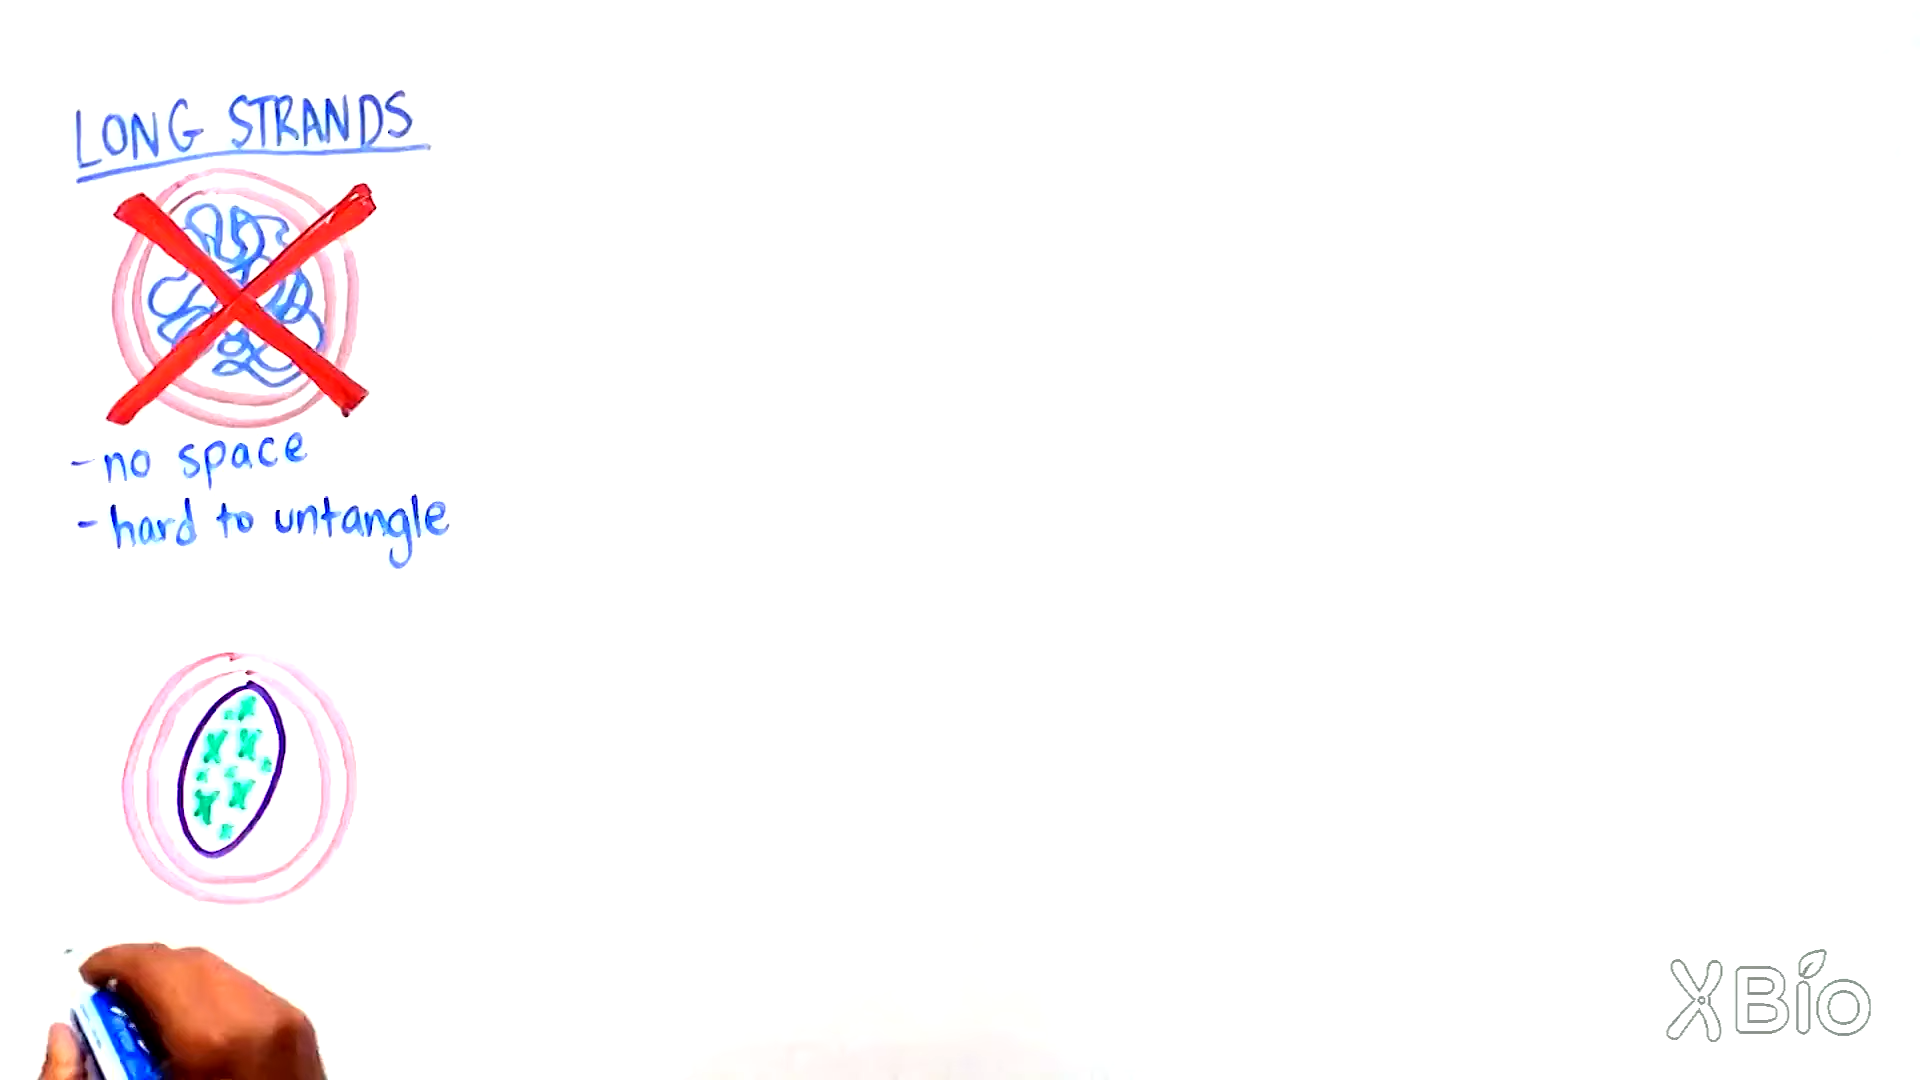 LONG STRANDS
- no space
- hard to untangle
XBio